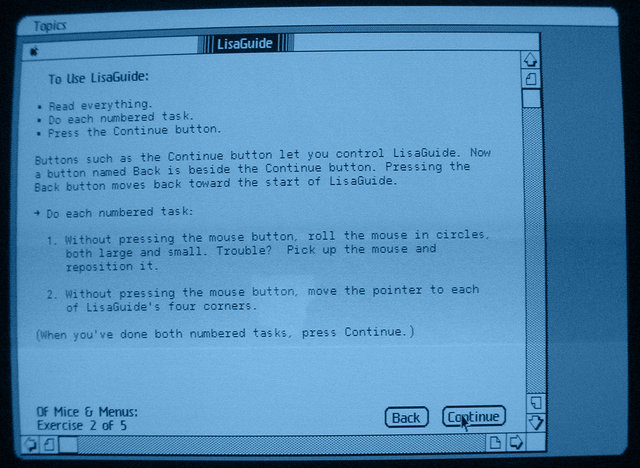 Topics
LisaGuide
To Use LisaGuide:
• Read everything.
• Do each numbered task.
• Press the Continue button.
Buttons such as the Continue button let you control LisaGuide. Now
a button named Back is beside the Continue button. Pressing the
Back button moves back toward the start of LisaGuide.
→ Do each numbered task:
1. Without pressing the mouse button, roll the mouse in circles,
both large and small. Trouble? Pick up the mouse and
reposition it.
2. Without pressing the mouse button, move the pointer to each
of LisaGuide's four corners.
(When you've done both numbered tasks, press Continue.)
Of Mice & Menus:
Exercise 2 of 5
Back
Continue